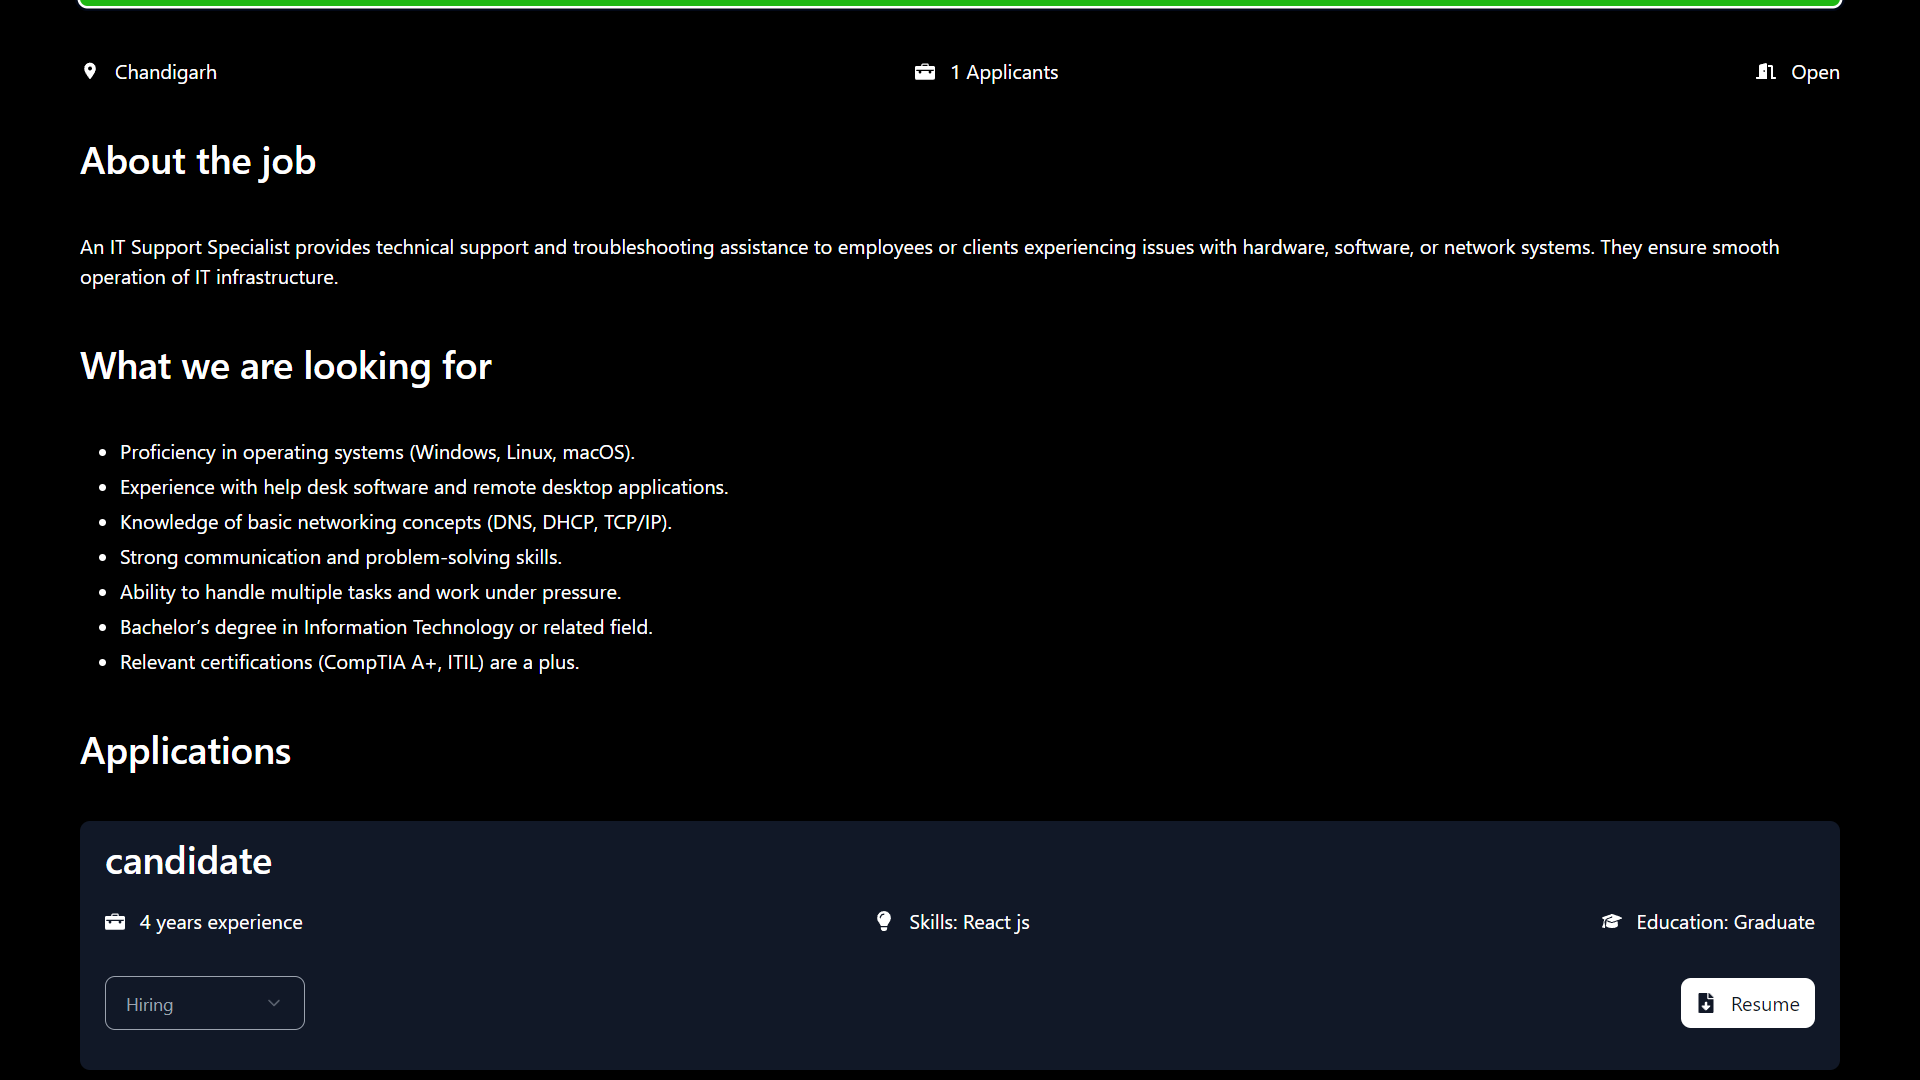 Chandigarh
1 Applicants
Open
About the job
An IT Support Specialist provides technical support and troubleshooting assistance to employees or clients experiencing issues with hardware, software, or network systems. They ensure smooth
operation of IT infrastructure.
What we are looking for
• Proficiency in operating systems (Windows, Linux, macOS).
• Experience with help desk software and remote desktop applications.
• Knowledge of basic networking concepts (DNS, DHCP, TCP/IP).
• Strong communication and problem-solving skills.
• Ability to handle multiple tasks and work under pressure.
• Bachelor’s degree in Information Technology or related field.
• Relevant certifications (CompTIA A+, ITIL) are a plus.
Applications
candidate
4 years experience
Skills: React js
Education: Graduate
Hiring
Resume